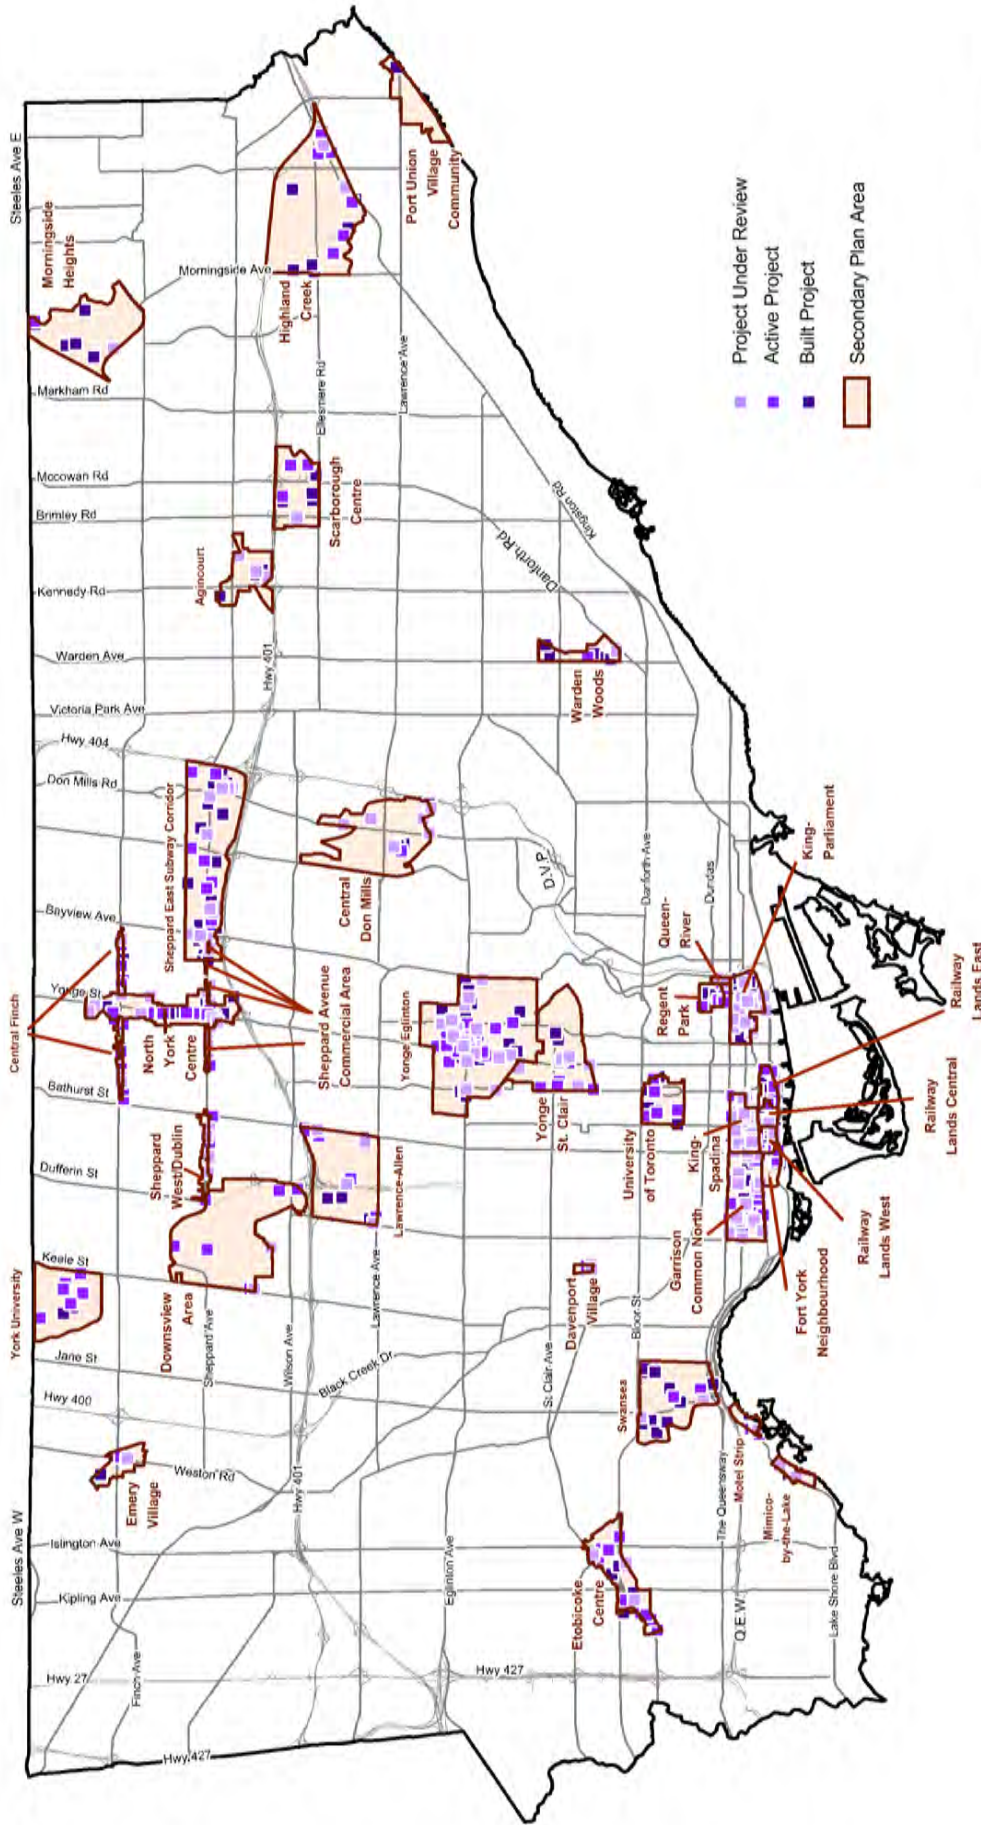 Steeles Ave W
Steeles Ave E
York University
Central Finch
Morningside
Heights
Hwy 27
Kipling Ave
Islington Ave
Hwy 400
Jane St
Keele St
Dufferin St
Bathurst St
Yonge St
Bayview Ave
Don Mills Rd
Hwy 404
Victoria Park Ave
Warden Ave
Kennedy Rd
Brimley Rd
Mccowan Rd
Markham Rd
Morningside Ave
Finch Ave
Hwy 427
Emery
Village
Weston Rd
Sheppard Ave
Downsview
Area
Sheppard
West/Dublin
North
York
Centre
Sheppard East Subway Corridor
Agincourt
Hwy 401
Wilson Ave
Black Creek Dr
Lawrence Ave
Lawrence-Allen
Sheppard Avenue
Commercial Area
Central
Don Mills
Hwy 401
Scarborough
Centre
Ellesmere Rd
Highland
Creek
Lawrence Ave
Port Union
Village
Community
Eglinton Ave
Yonge Eglinton
Yonge
St. Clair
Hwy 427
St Clair Ave
Davenport
Village
Bloor St
D.V.P.
Danforth Rd
Kingston Rd
Warden
Woods
Danforth Ave
Etobicoke
Centre
Swansea
University
of Toronto
Regent
Park
Queen-
River
Dundas
The Queensway
Q.E.W.
Motel Strip
Mimico-
by-the-Lake
Lake Shore Blvd
Garrison
Common North
King-
Spadina
King-
Parliament
Fort York
Neighbourhoood
Railway
Lands West
Railway
Lands Central
Railway
Lands East
Project Under Review
Active Project
Built Project
Secondary Plan Area